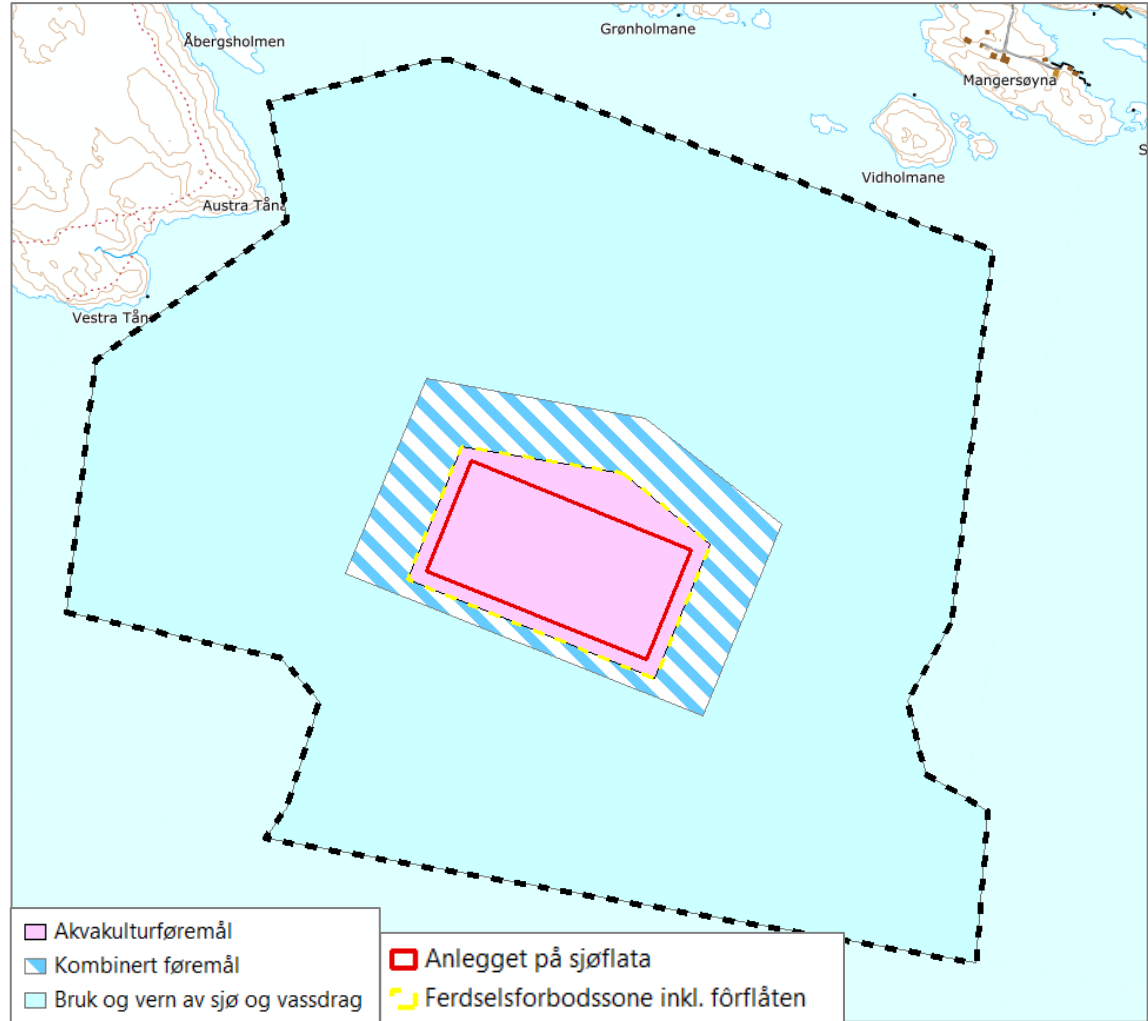 Grønholmane
Åbergsholmen
Mangersøyna
Vidholmane
Austra Tåna
Vestra Tån
S
Akvakulturføremål
Kombinert føremål
Bruk og vern av sjø og vassdrag
Anlegget på sjøflata
Ferdselsforbodssone inkl. fôrflåten